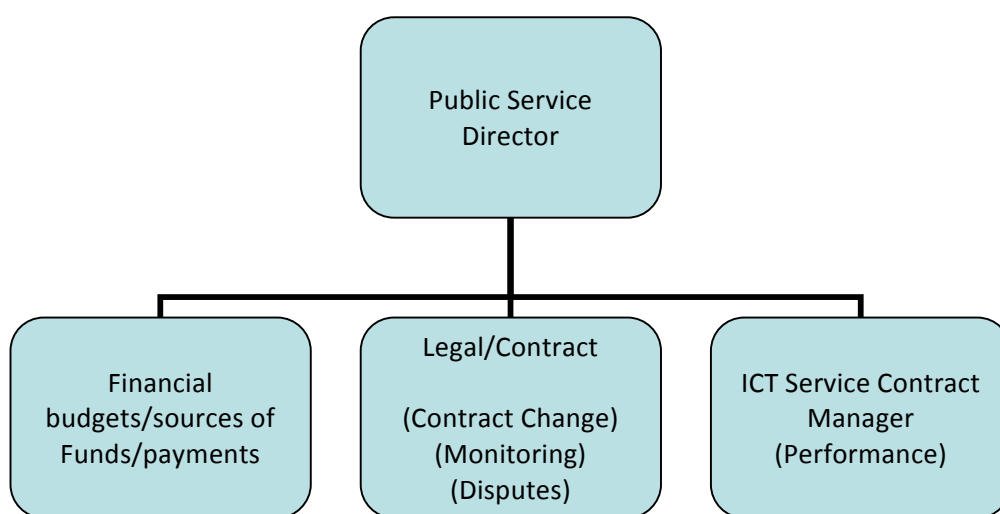 Public Service
Director
Financial
budgets/sources of
Funds/payments
Legal/Contract
(Contract Change)
(Monitoring)
(Disputes)
ICT Service Contract
Manager
(Performance)